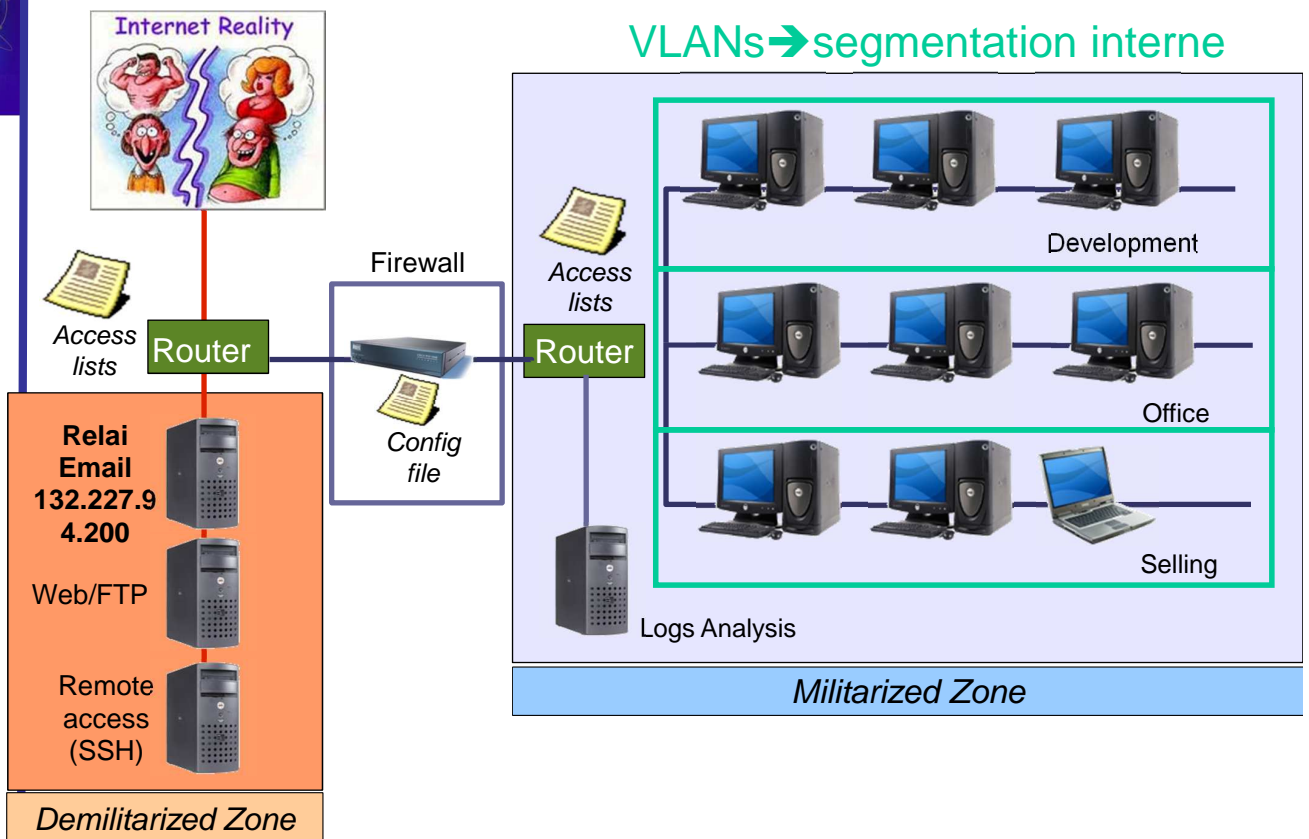 Internet Reality
VLANs➔segmentation interne
Access
lists
Router
Firewall
Config
file
Access
lists
Router
Development
Office
Selling
Logs Analysis
Militarized Zone
Relai
Email
132.227.9
4.200
Web/FTP
Remote
access
(SSH)
Demilitarized Zone